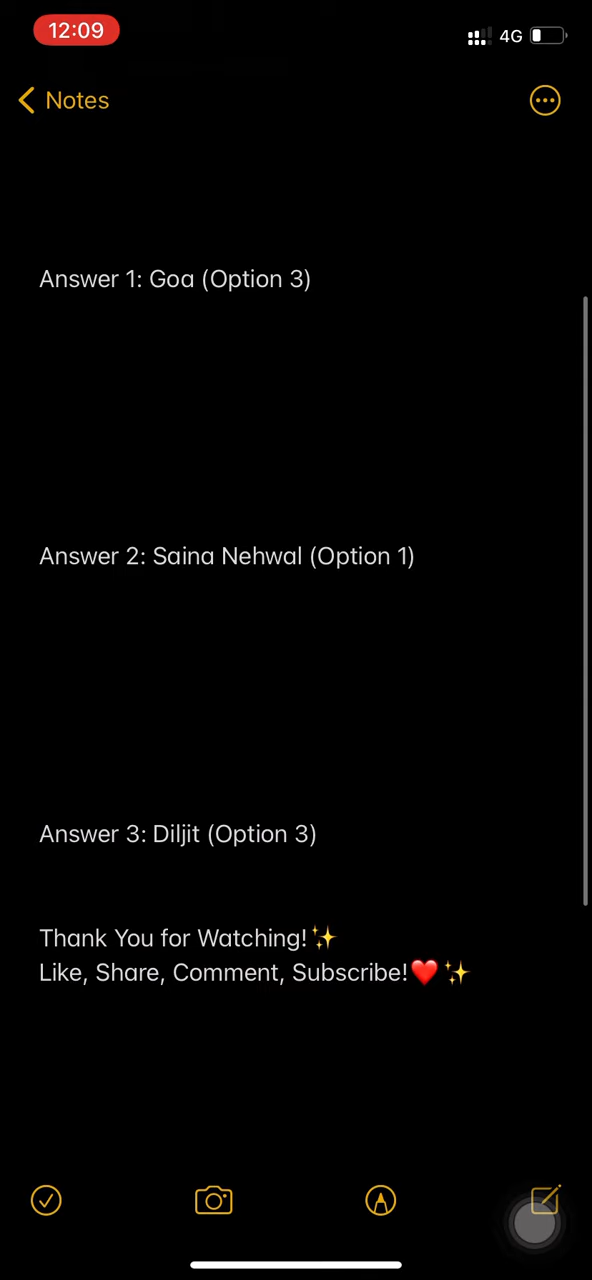 12:09
4G
Notes
Answer 1: Goa (Option 3)
Answer 2: Saina Nehwal (Option 1)
Answer 3: Diljit (Option 3)
Thank You for Watching!✨
Like, Share, Comment, Subscribe!❤️✨